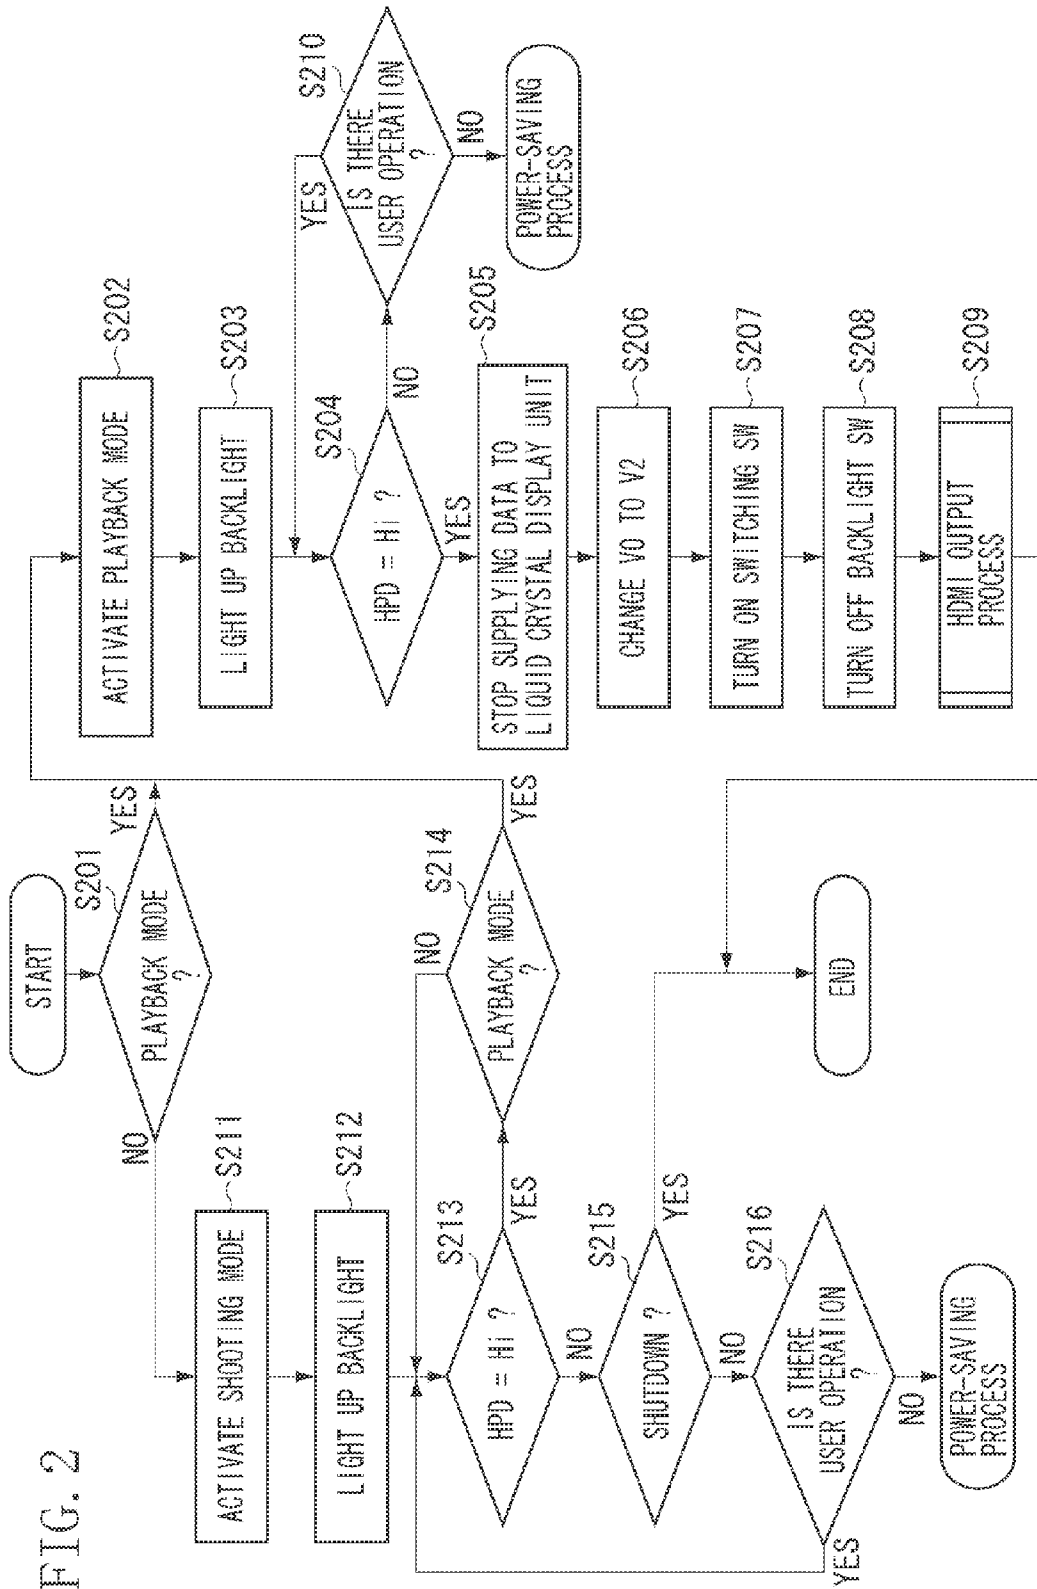 FIG. 2
START
S201
PLAYBACK MODE
?
YES
NO
S211
ACTIVATE SHOOTING MODE
S212
LIGHT UP BACKLIGHT
S213
HPD = Hi ?
YES
NO
S214
PLAYBACK MODE
?
NO
YES
S215
SHUTDOWN ?
YES
NO
S216
IS THERE
USER OPERATION
?
YES
NO
POWER-SAVING
PROCESS
END
S202
ACTIVATE PLAYBACK MODE
S203
LIGHT UP BACKLIGHT
S204
HPD = Hi ?
NO
YES
S210
IS THERE
USER OPERATION
?
YES
NO
POWER-SAVING
PROCESS
S205
STOP SUPPLYING DATA TO
LIQUID CRYSTAL DISPLAY UNIT
S206
CHANGE V0 TO V2
S207
TURN ON SWITCHING SW
S208
TURN OFF BACKLIGHT SW
S209
HDMI OUTPUT
PROCESS